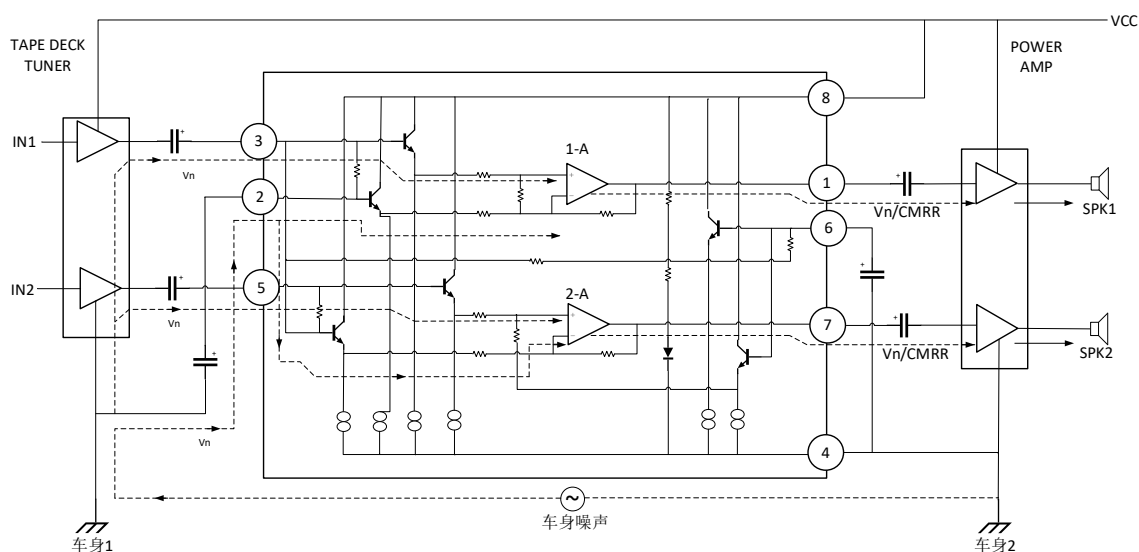 VCC
TAPE DECK
TUNER
POWER
AMP
8
IN1
+
3
1-A
+
-
1
+
Vn
2
Vn/CMRR
SPK1
6
+
+
IN2
+
5
2-A
+
-
7
+
Vn
Vn/CMRR
SPK2
+
Vn
4
~
车身噪声
车身1
车身2